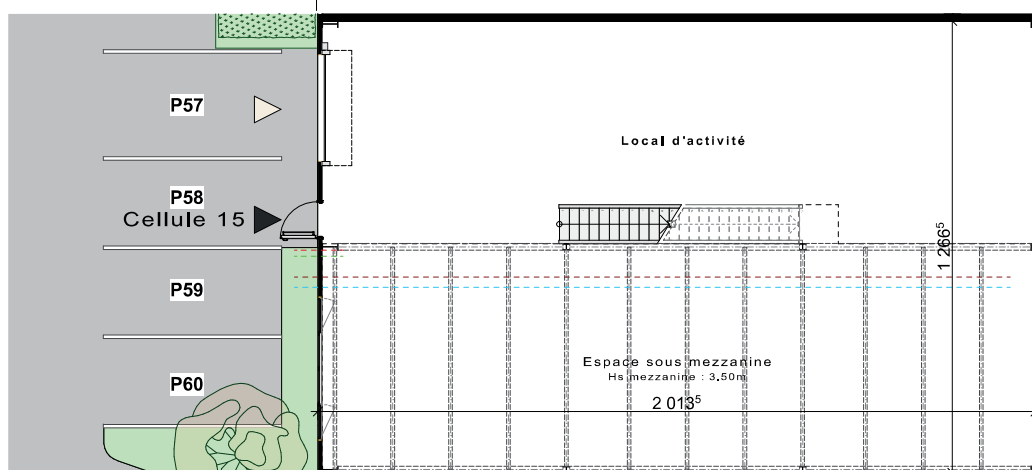 P57
Local d'activité
P58
Cellule 15
1 266⁵
P59
Espace sous mezzanine
Hs mezzanine : 3,50m
P60
2 013⁵